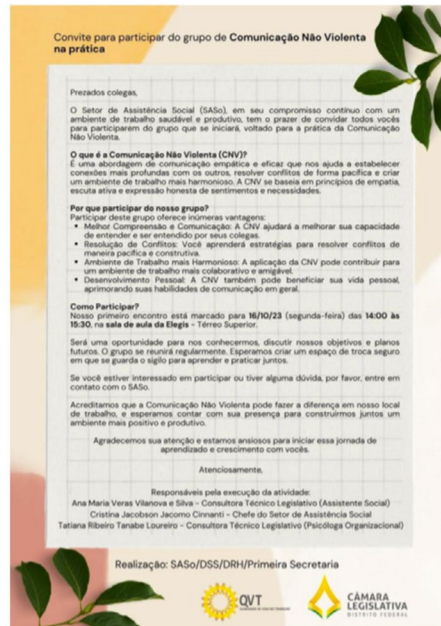 Convite para participar do grupo de Comunicação Não Violenta
na prática
Prezados colegas,
O Setor de Assistência Social (SASo), em seu compromisso contínuo com um
ambiente de trabalho saudável e produtivo, tem o prazer de convidar todos vocês
para participarem do grupo que se iniciará, voltado para a prática da Comunicação
Não Violenta.
O que é a Comunicação Não Violenta (CNV)?
É uma abordagem de comunicação empática e eficaz que nos ajuda a estabelecer
conexões mais profundas com os outros, resolver conflitos de forma pacífica e criar
um ambiente de trabalho mais harmonioso. A CNV se baseia em princípios de empatia,
escuta ativa e expressão honesta de sentimentos e necessidades.
Por que participar do nosso grupo?
Participar deste grupo oferece inúmeras vantagens:
• Melhor Compreensão e Comunicação: A CNV ajudará a melhorar sua capacidade
de entender e ser entendido por seus colegas.
• Resolução de Conflitos: Você aprenderá estratégias para resolver conflitos de
maneira pacífica e construtiva.
• Ambiente de Trabalho Mais Harmonioso: A aplicação da CNV pode contribuir para
um ambiente de trabalho mais colaborativo e amigável.
• Desenvolvimento Pessoal: A CNV também pode beneficiar sua vida pessoal,
aprimorando suas habilidades de comunicação em geral.
Como Participar?
Nosso primeiro encontro está marcado para 16/10/23 (segunda-feira) das 14:00 às
15:30, na sala de aula da Elegis - Térreo Superior.
Será uma oportunidade para nos conhecermos, discutir nossos objetivos e planos
futuros. O grupo se reunirá regularmente. Esperamos criar um espaço de troca seguro
em que se guarda o sigilo para aprender e praticar juntos.
Se você estiver interessado em participar ou tiver alguma dúvida, por favor, entre em
contato com o SASo.
Acreditamos que a Comunicação Não Violenta pode fazer a diferença em nosso local
de trabalho, e esperamos contar com sua presença para construirmos juntos um
ambiente mais positivo e produtivo.
Agradecemos sua atenção e estamos ansiosos para iniciar essa jornada de
aprendizado e crescimento com vocês.
Atenciosamente,
Responsáveis pela execução da atividade:
Ana Maria Veras Vilanova e Silva - Consultora Técnico Legislativo (Assistente Social)
Cristina Jacobson Jacomo Cinnanti - Chefe do Setor de Assistência Social
Tatiana Ribeiro Tanabe Loureiro - Consultora Técnico Legislativo (Psicóloga Organizacional)
Realização: SASo/DSS/DRH/Primeira Secretaria
QVT
CÂMARA
LEGISLATIVA
DISTRITO FEDERAL